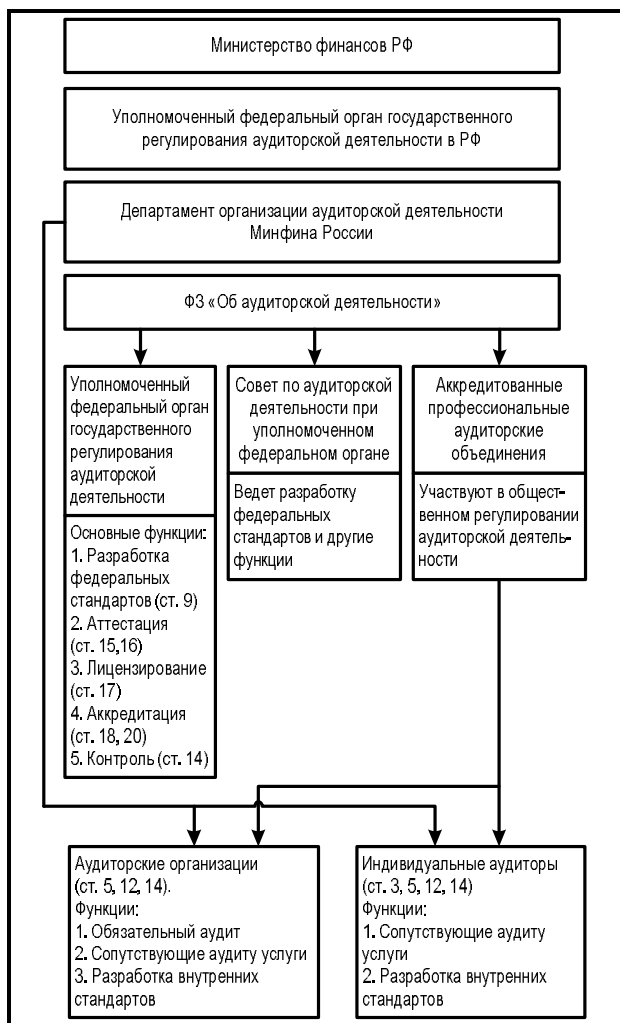 Министерство финансов РФ
Уполномоченный федеральный орган государственного
регулирования аудиторской деятельности в РФ
Департамент организации аудиторской деятельности
Минфина России
ФЗ «Об аудиторской деятельности»
Уполномоченный
федеральный орган
государственного
регулирования
аудиторской
деятельности
Основные функции:
1. Разработка
федеральных
стандартов (ст. 9)
2. Аттестация
(ст. 15,16)
3. Лицензирование
(ст. 17)
4. Аккредитация
(ст. 18, 20)
5. Контроль (ст. 14)
Совет по аудиторской
деятельности при
уполномоченном
федеральном органе
Ведет разработку
федеральных
стандартов и другие
функции
Аккредитованные
профессиональные
аудиторские
объединения
Участвуют в общест-
венном регулировании
аудиторской деятель-
ности
Аудиторские организации
(ст. 5, 12, 14).
Функции:
1. Обязательный аудит
2. Сопутствующие аудиту услуги
3. Разработка внутренних
стандартов
Индивидуальные аудиторы
(ст. 3, 5, 12, 14)
Функции:
1. Сопутствующие аудиту
услуги
2. Разработка внутренних
стандартов